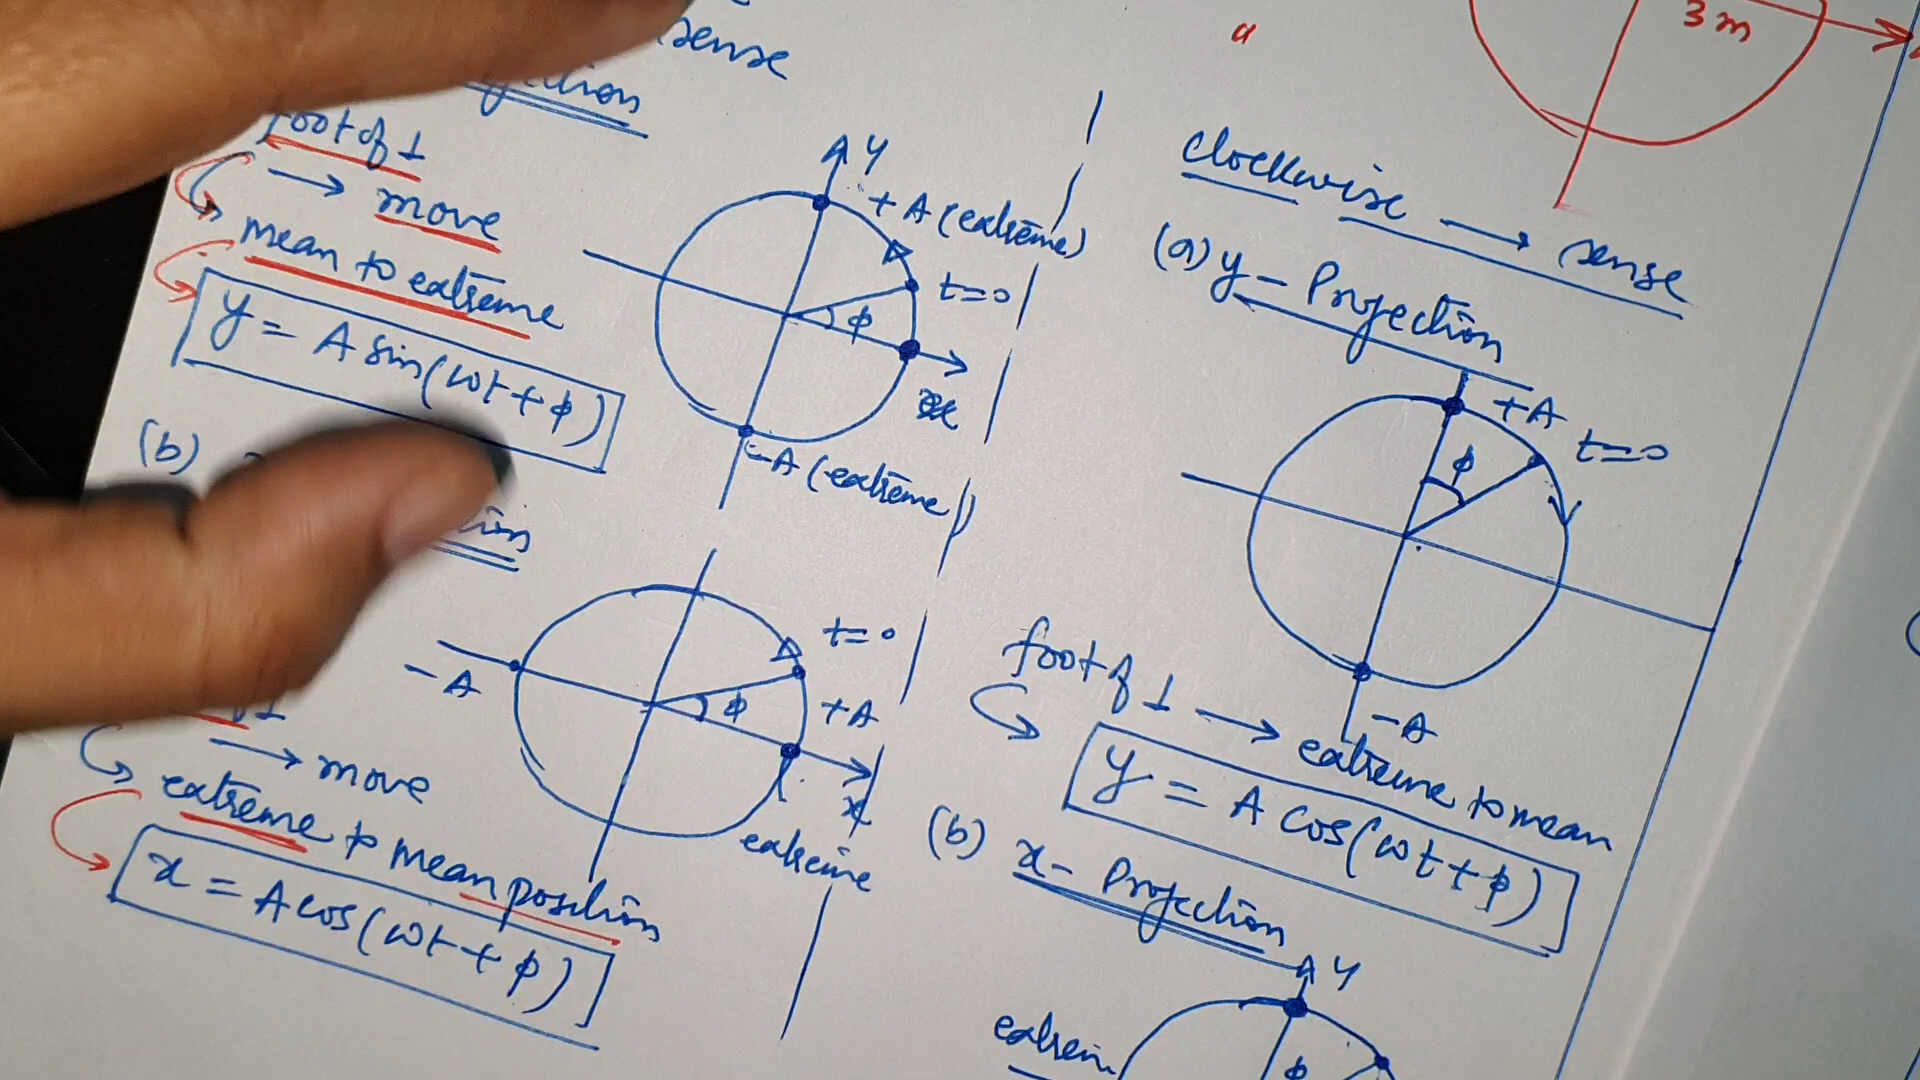 sense
foot of ⊥
→ move
mean to extreme
y = A sin(ωt + ϕ)
y
+A (extreme)
t=0
ϕ
-A (extreme)
(b)
t=0
-A
ϕ
+A
x
extreme
→ move
extreme to mean position
x = A cos(ωt + ϕ)
3m
clockwise → sense
(a) y - Projection
+A
t=0
ϕ
-A
foot of ⊥ → extreme to mean
y = A cos(ωt + ϕ)
(b) x - Projection
y
ϕ